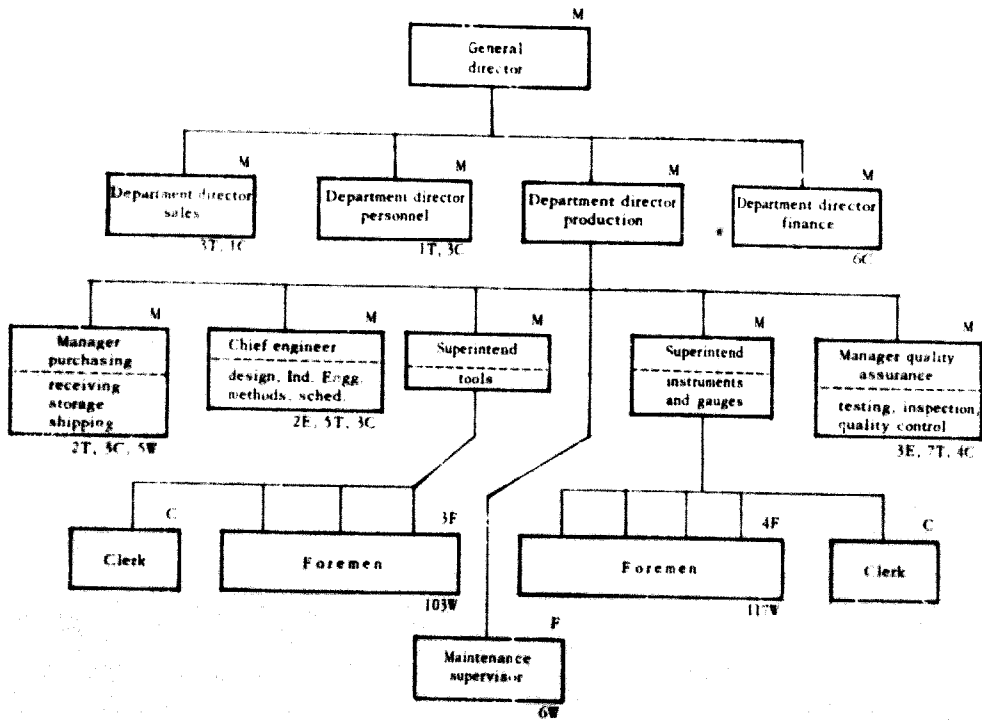 M
General
director
M
Department director
sales
3T, 1C
M
Department director
personnel
1T, 3C
M
Department director
production
M
Department director
finance
*
6C
M
Manager
purchasing
receiving
storage
shipping
2T, 3C, 5W
M
Chief engineer
design, Ind. Engg.
methods, sched.
2E, 5T, 3C
M
Superintend
tools
M
Superintend
instruments
and gauges
M
Manager quality
assurance
testing, inspection,
quality control
3E, 7T, 4C
C
Clerk
3F
Foremen
103W
4F
Foremen
117W
C
Clerk
F
Maintenance
supervisor
6W